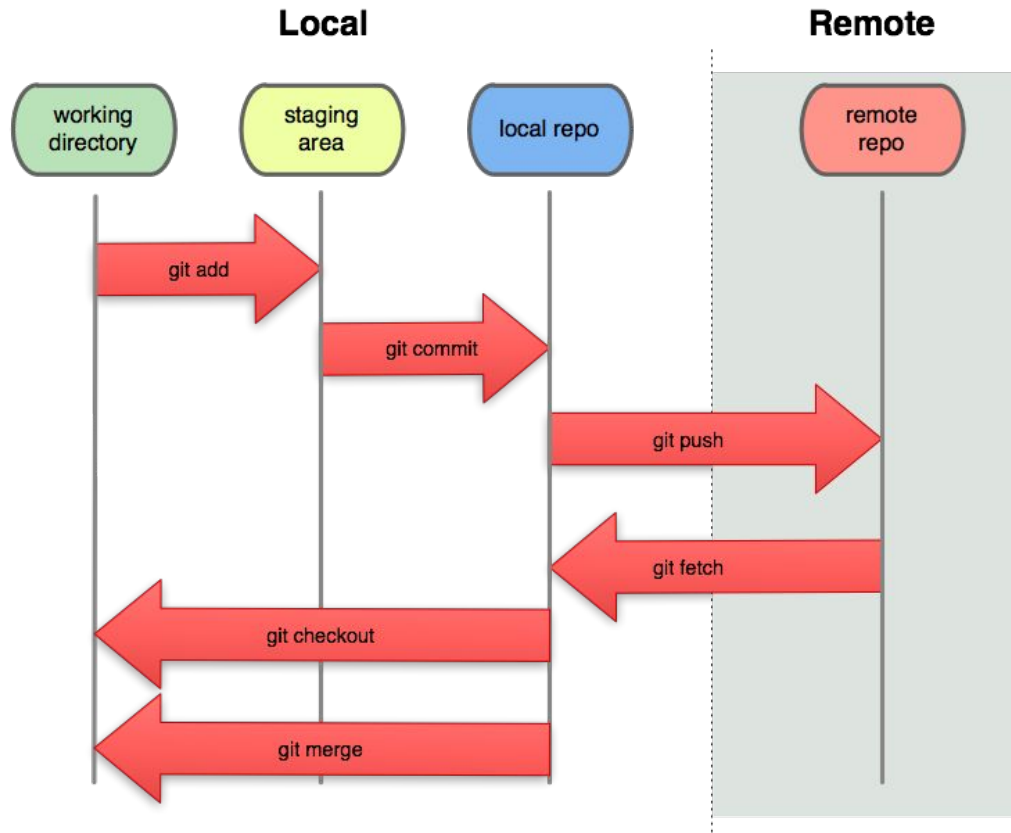 Local
Remote
working
directory
staging
area
local repo
remote
repo
git add
git commit
git push
git fetch
git checkout
git merge